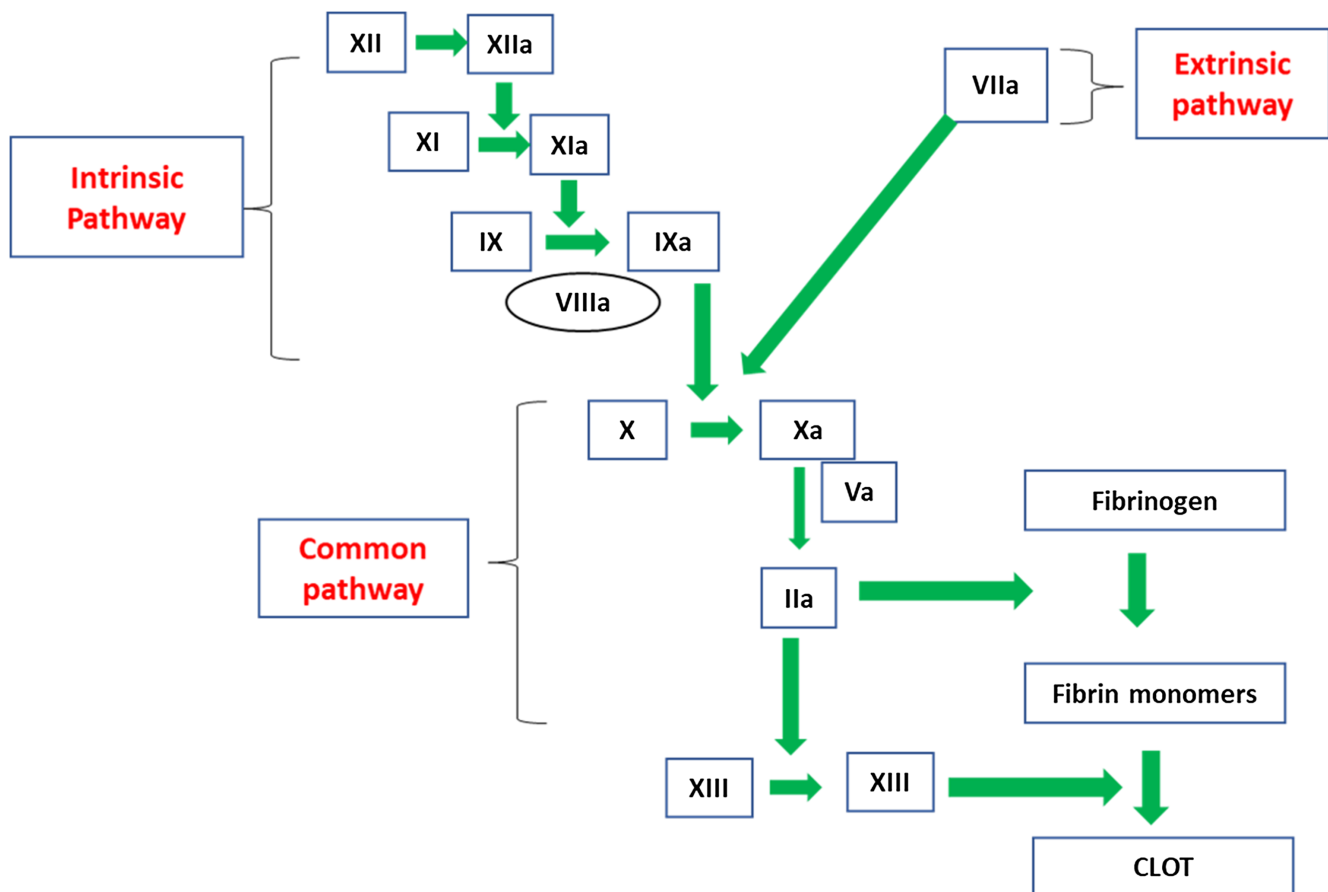 XII
XIIa
Extrinsic
pathway
VIIa
XI
XIa
Intrinsic
Pathway
IX
IXa
VIIIa
X
Xa
Va
Fibrinogen
Common
pathway
IIa
Fibrin monomers
XIII
XIII
CLOT